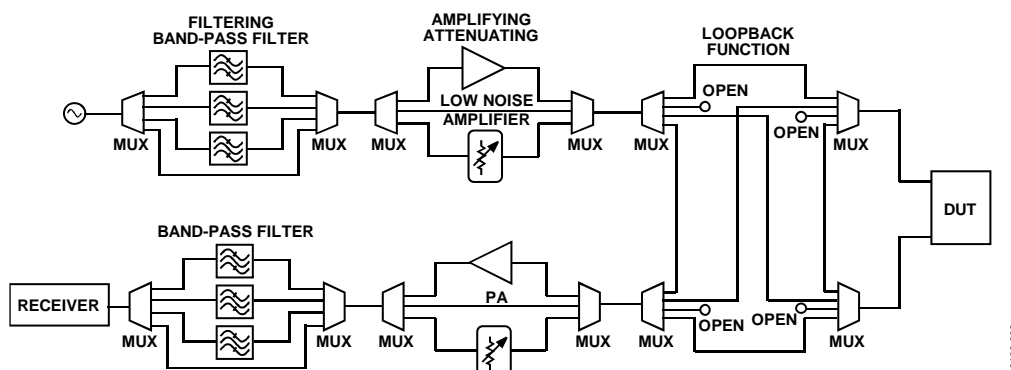 FILTERING
BAND-PASS FILTER
AMPLIFYING
ATTENUATING
LOOPBACK
FUNCTION
OPEN
LOW NOISE
AMPLIFIER
OPEN
MUX
MUX
MUX
MUX
MUX
MUX
DUT
BAND-PASS FILTER
RECEIVER
PA
OPEN
OPEN
MUX
MUX
MUX
MUX
MUX
MUX